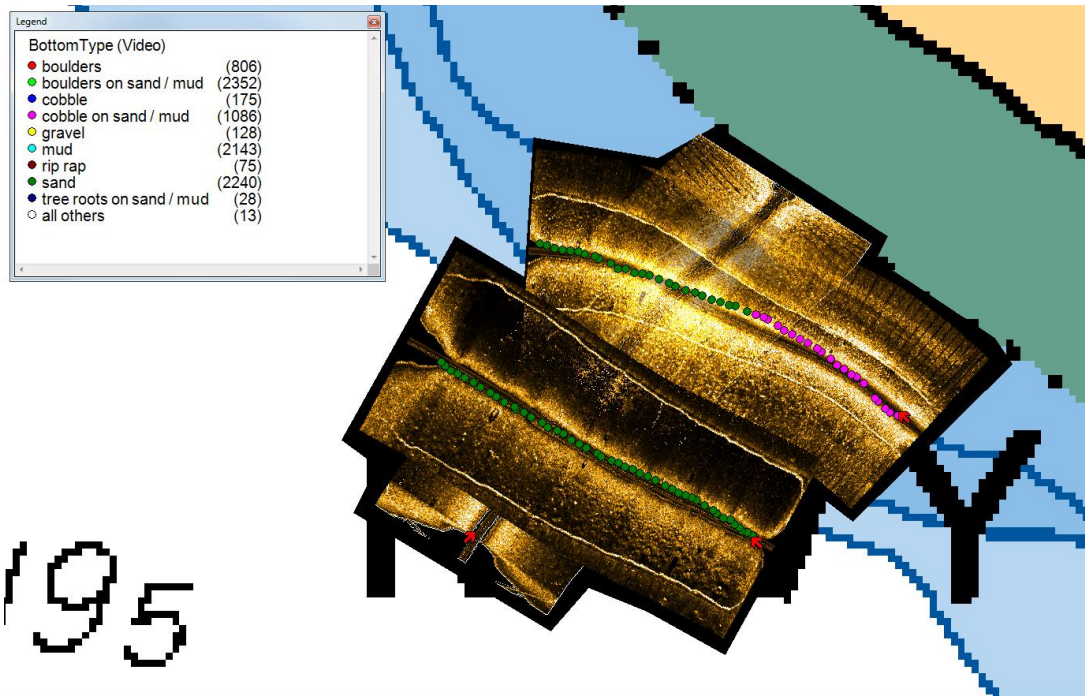 Legend
BottomType (Video)
boulders (806)
boulders on sand / mud (2352)
cobble (175)
cobble on sand / mud (1086)
gravel (128)
mud (2143)
rip rap (75)
sand (2240)
tree roots on sand / mud (28)
all others (13)
195
Y